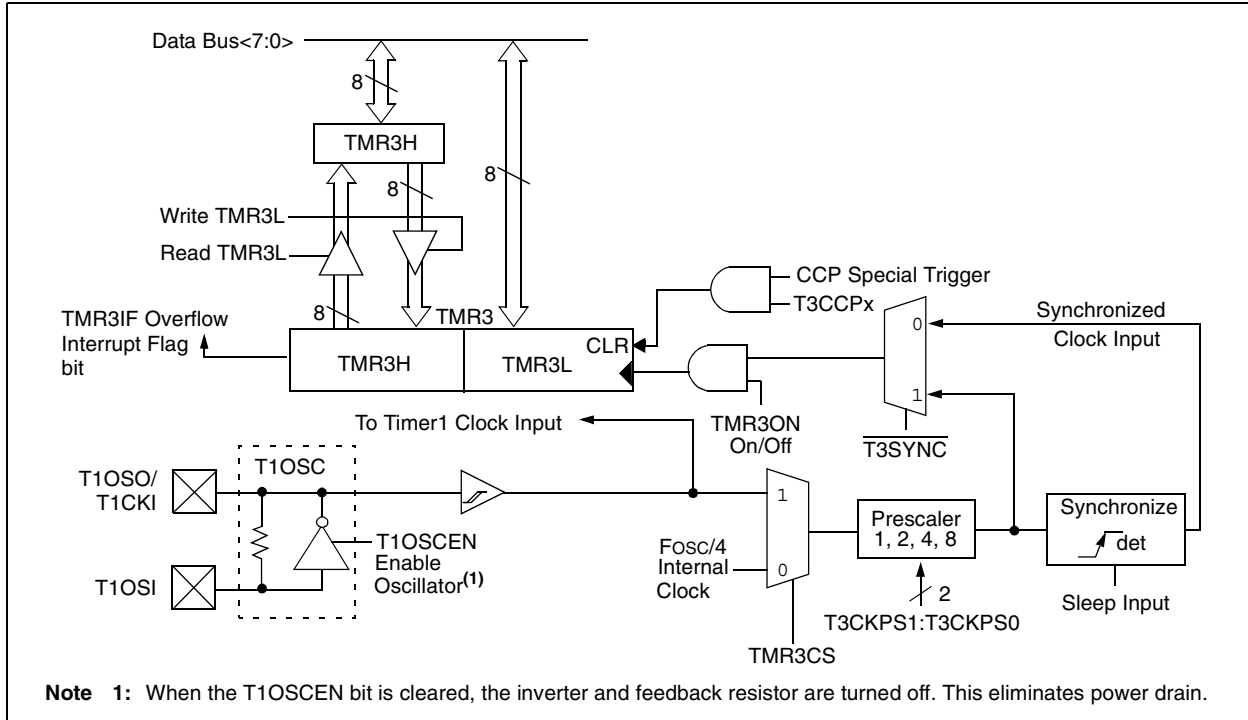 Data Bus<7:0>
8
TMR3H
8
8
Write TMR3L
Read TMR3L
CCP Special Trigger
T3CCPx
8
TMR3
TMR3IF Overflow
Interrupt Flag
bit
CLR
TMR3H
TMR3L
0
Synchronized
Clock Input
1
To Timer1 Clock Input
TMR3ON
On/Off
T3SYNC
T1OSC
T1OSO/
T1CKI
1
Prescaler
1, 2, 4, 8
Synchronize
det
T1OSCEN
Enable
Oscillator(1)
FOSC/4
Internal
Clock
0
T1OSI
2
Sleep Input
T3CKPS1:T3CKPS0
TMR3CS
Note 1: When the T1OSCEN bit is cleared, the inverter and feedback resistor are turned off. This eliminates power drain.